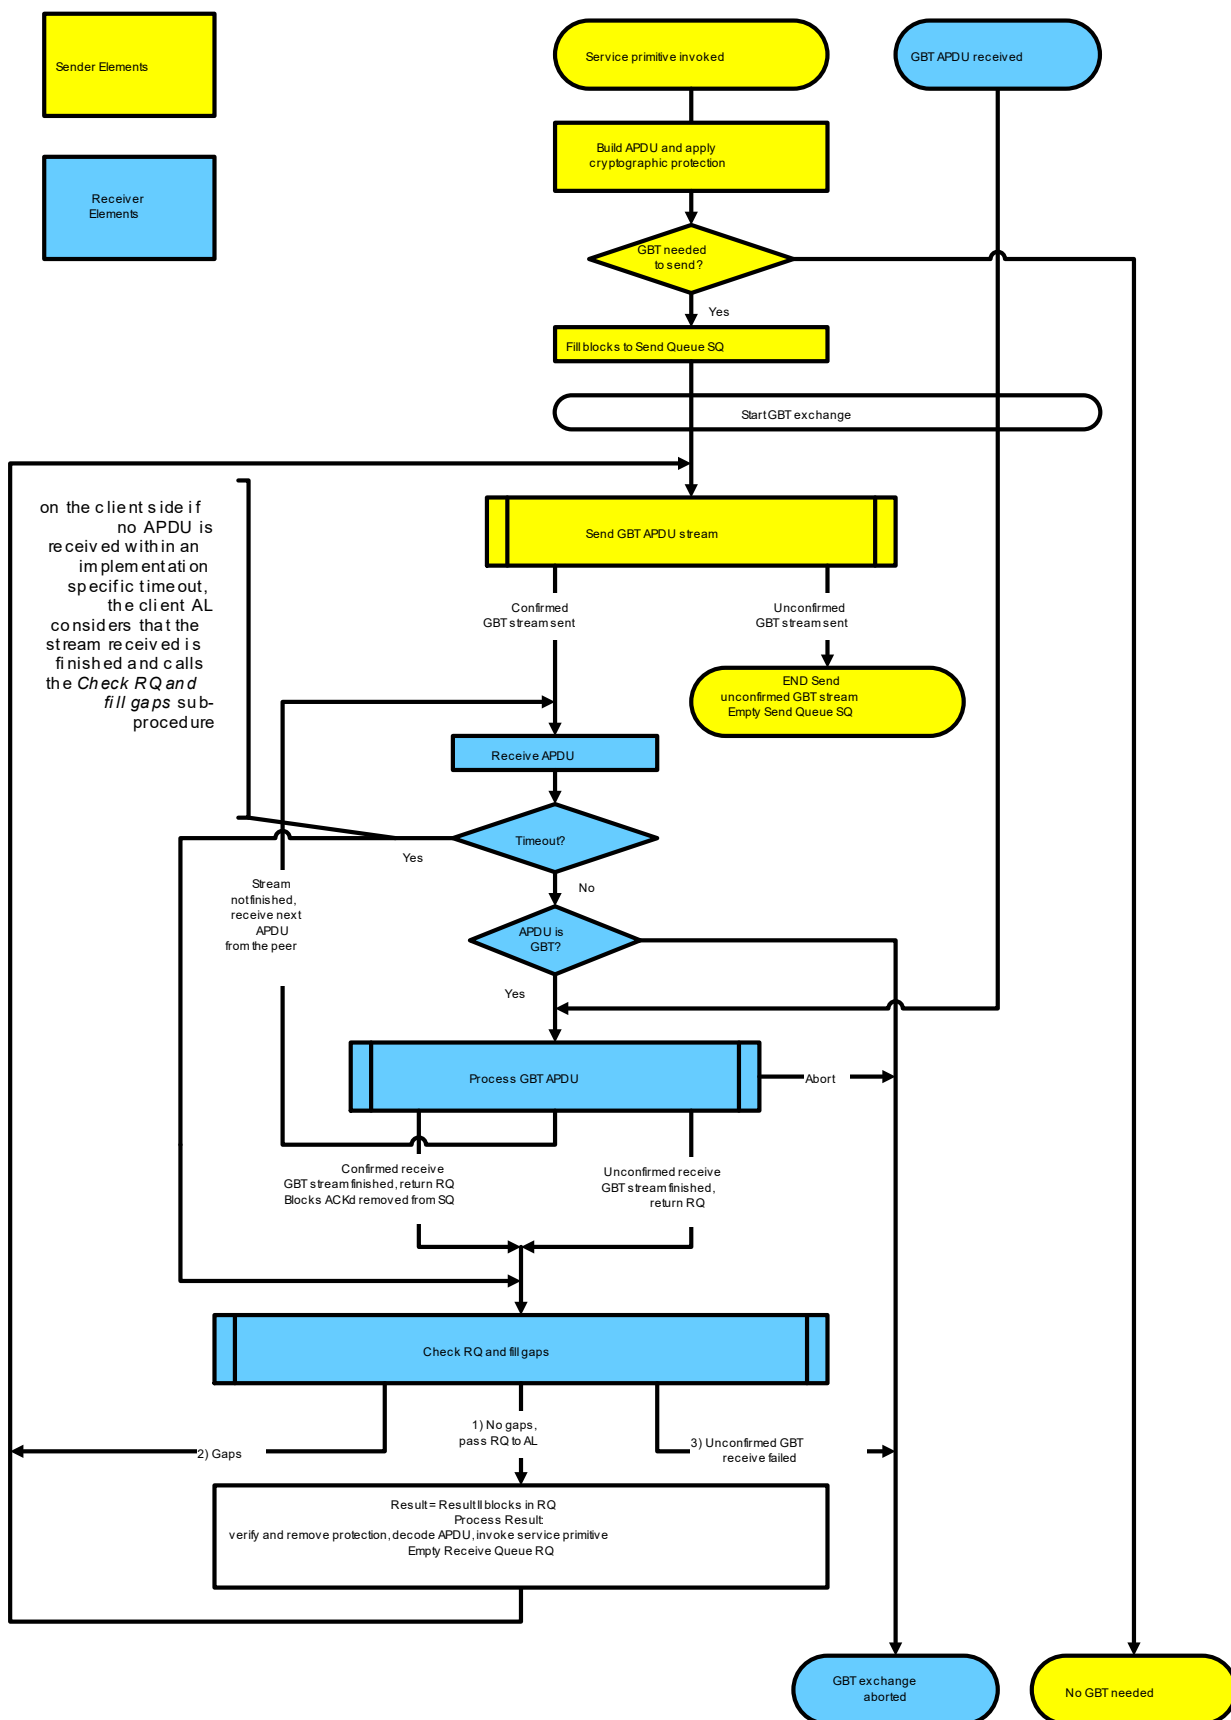 Sender Elements
Service primitive invoked
GBT APDU received
Build APDU and apply
cryptographic protection
Receiver
Elements
GBT needed
to send?
Yes
Fill blocks to Send Queue SQ
Start GBT exchange
on the client side if
no APDU is
received within an
implementation
specific timeout,
the client AL
considers that the
stream received is
finished and calls
the Check RQ and
fill gaps sub-
procedure
Send GBT APDU stream
Confirmed
GBT stream sent
Unconfirmed
GBT stream sent
END Send
unconfirmed GBT stream
Empty Send Queue SQ
Receive APDU
Timeout?
Yes
No
Stream
not finished,
receive next
APDU
from the peer
APDU is
GBT?
Yes
Process GBT APDU
Abort
Confirmed receive
GBT stream finished, return RQ
Blocks ACKd removed from SQ
Unconfirmed receive
GBT stream finished,
return RQ
Check RQ and fill gaps
1) No gaps,
pass RQ to AL
2) Gaps
3) Unconfirmed GBT
receive failed
Result = Result II blocks in RQ
Process Result:
verify and remove protection, decode APDU, invoke service primitive
Empty Receive Queue RQ
GBT exchange
aborted
No GBT needed